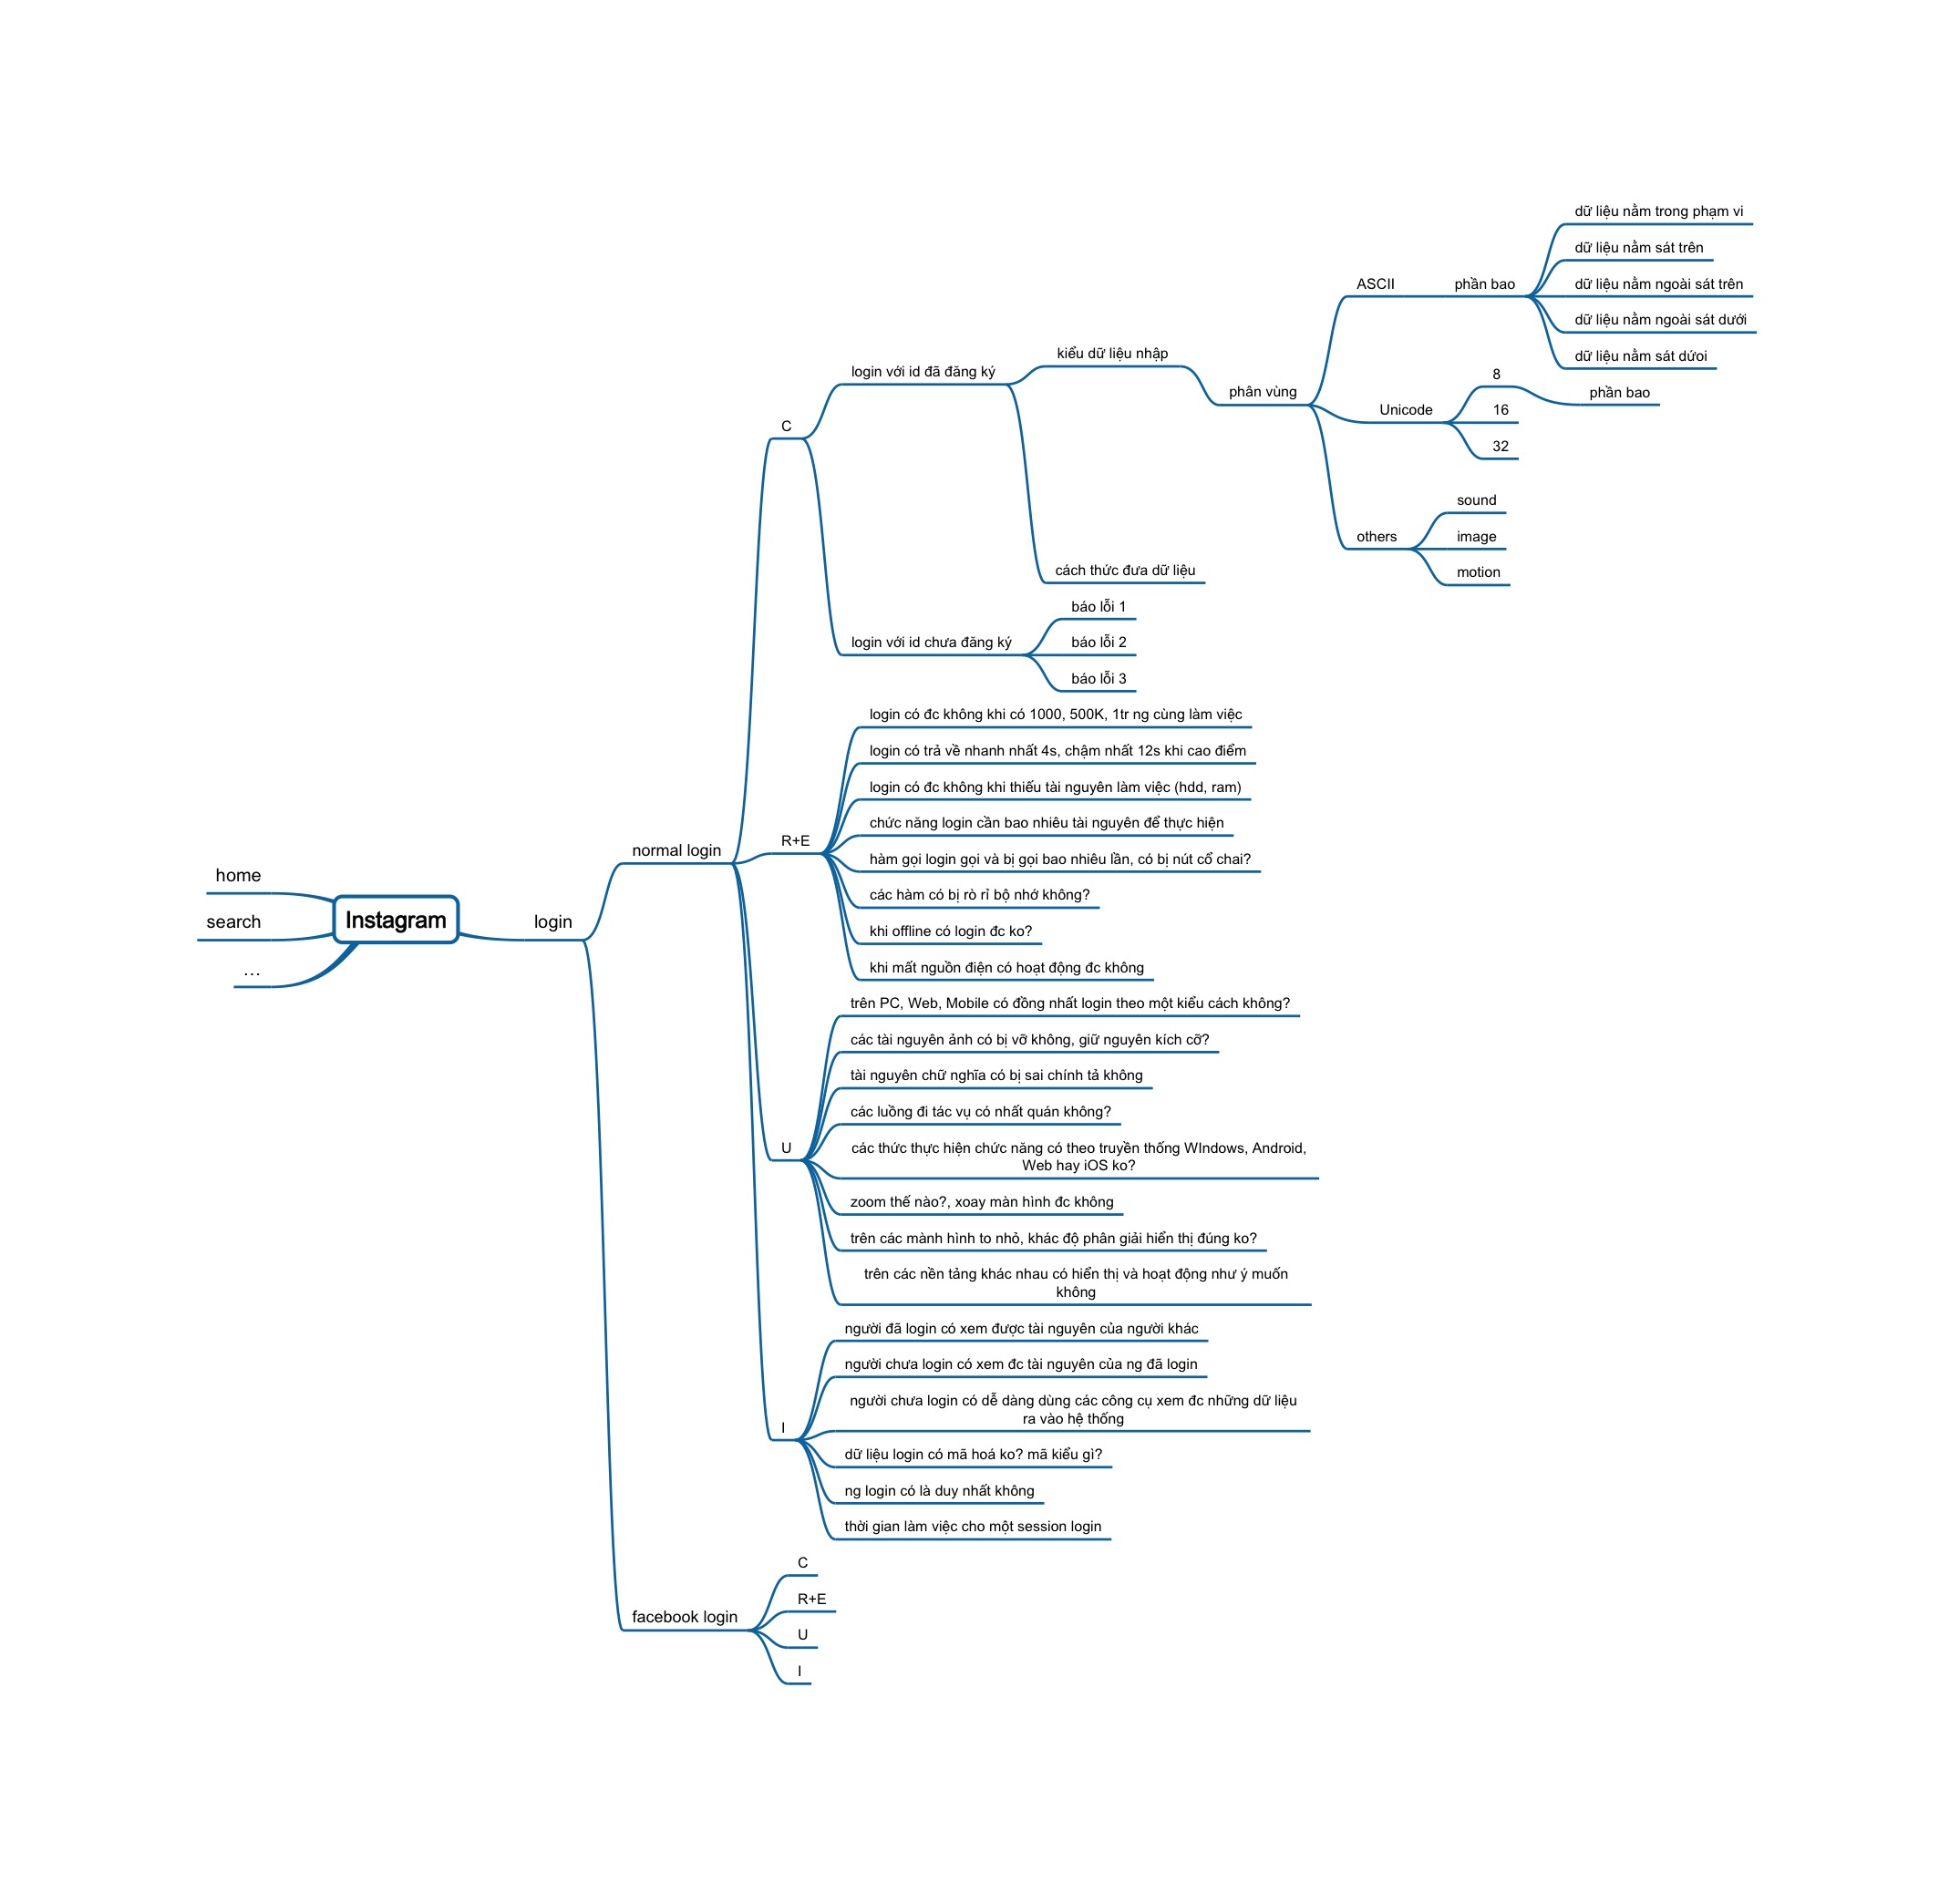 Instagram
home
search
...
login
normal login
C
login với id đã đăng ký
kiểu dữ liệu nhập
phân vùng
ASCII
phần bao
dữ liệu nằm trong phạm vi
dữ liệu nằm sát trên
dữ liệu nằm ngoài sát trên
dữ liệu nằm ngoài sát dưới
dữ liệu nằm sát dứoi
Unicode
8
phần bao
16
32
others
sound
image
motion
cách thức đưa dữ liệu
login với id chưa đăng ký
báo lỗi 1
báo lỗi 2
báo lỗi 3
R+E
login có đc không khi có 1000, 500K, 1tr ng cùng làm việc
login có trả về nhanh nhất 4s, chậm nhất 12s khi cao điểm
login có đc không khi thiếu tài nguyên làm việc (hdd, ram)
chức năng login cần bao nhiêu tài nguyên để thực hiện
hàm gọi login gọi và bị gọi bao nhiêu lần, có bị nút cổ chai?
các hàm có bị rò rỉ bộ nhớ không?
khi offline có login đc ko?
khi mất nguồn điện có hoạt động đc không
U
trên PC, Web, Mobile có đồng nhất login theo một kiểu cách không?
các tài nguyên ảnh có bị vỡ không, giữ nguyên kích cỡ?
tài nguyên chữ nghĩa có bị sai chính tả không
các luồng đi tác vụ có nhất quán không?
các thức thực hiện chức năng có theo truyền thống WIndows, Android,
Web hay iOS ko?
zoom thế nào?, xoay màn hình đc không
trên các mành hình to nhỏ, khác độ phân giải hiển thị đúng ko?
trên các nền tảng khác nhau có hiển thị và hoạt động như ý muốn
không
I
người đã login có xem được tài nguyên của người khác
người chưa login có xem đc tài nguyên của ng đã login
người chưa login có dễ dàng dùng các công cụ xem đc những dữ liệu
ra vào hệ thống
dữ liệu login có mã hoá ko? mã kiểu gì?
ng login có là duy nhất không
thời gian làm việc cho một session login
facebook login
C
R+E
U
I